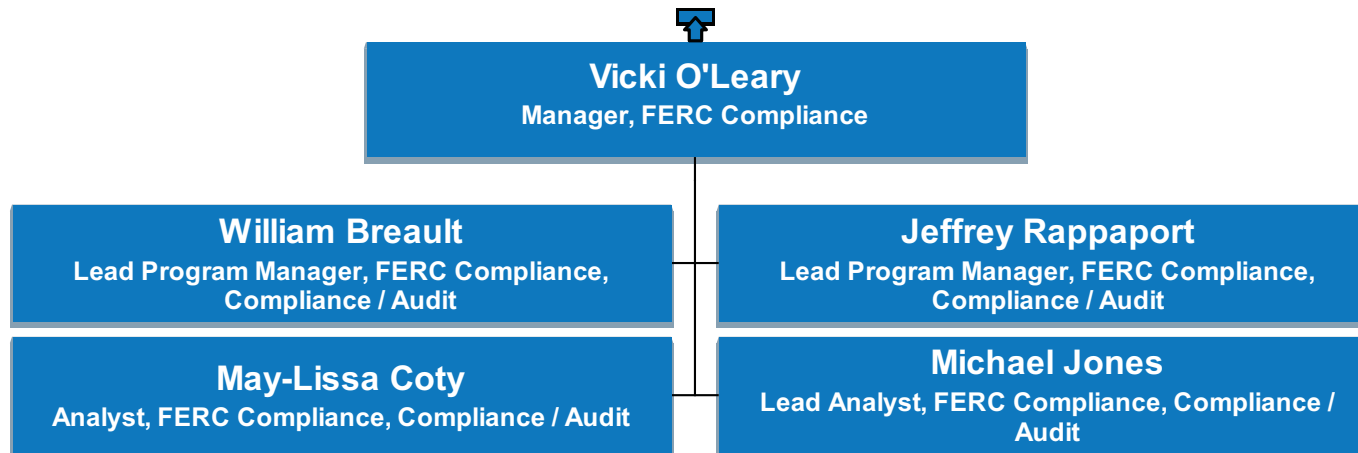 Vicki O'Leary
Manager, FERC Compliance
William Breault
Lead Program Manager, FERC Compliance,
Compliance / Audit
Jeffrey Rappaport
Lead Program Manager, FERC Compliance,
Compliance / Audit
May-Lissa Coty
Analyst, FERC Compliance, Compliance / Audit
Michael Jones
Lead Analyst, FERC Compliance, Compliance /
Audit